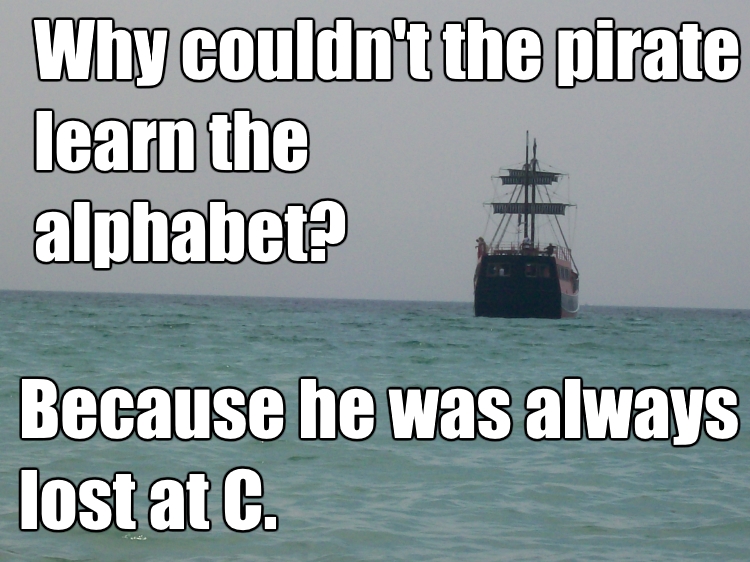 Why couldn't the pirate
learn the
alphabet?
Because he was always
lost at C.